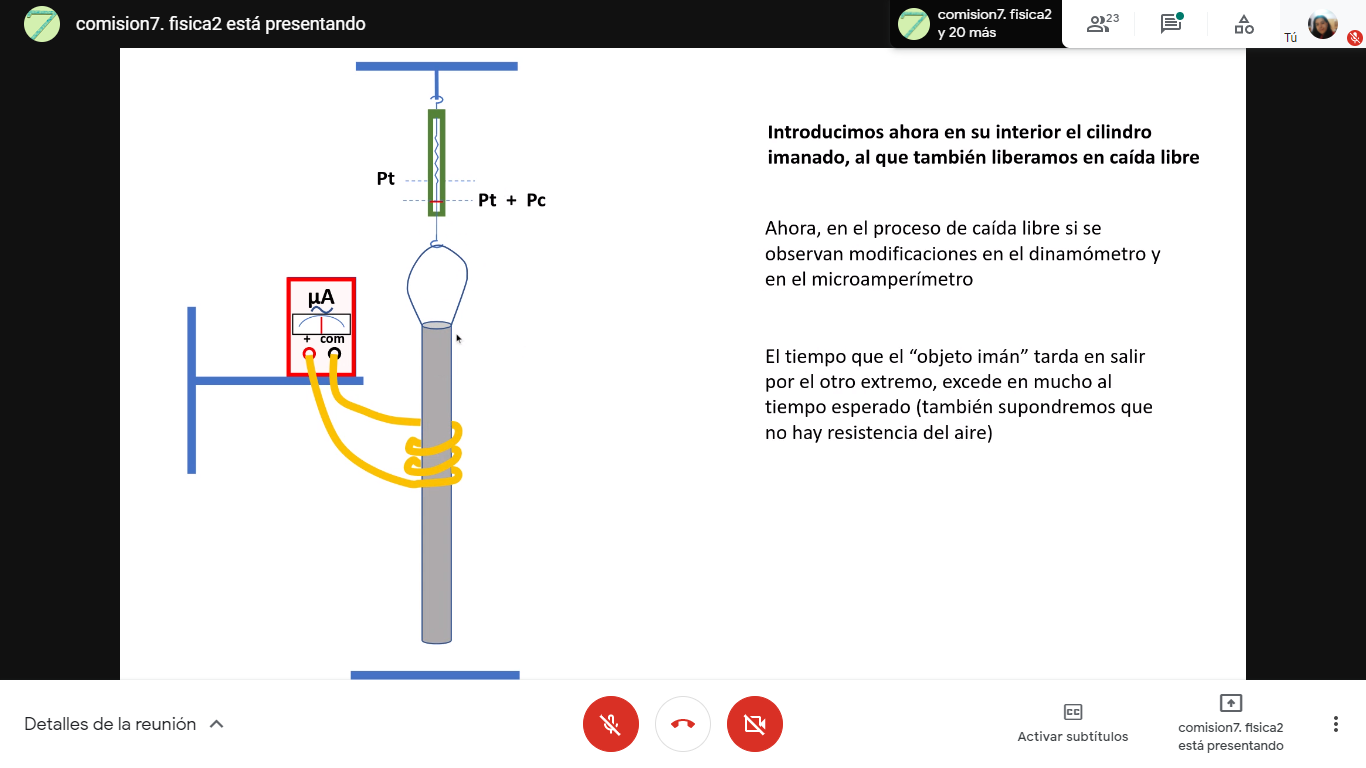 comision7. fisica2 está presentando
comision7. fisica2
y 20 más
23
Tú
Introducimos ahora en su interior el cilindro
imanado, al que también liberamos en caída libre
Pt
Pt + Pc
Ahora, en el proceso de caída libre si se
observan modificaciones en el dinamómetro y
en el microamperímetro
µA
+ com
El tiempo que el “objeto imán” tarda en salir
por el otro extremo, excede en mucho al
tiempo esperado (también supondremos que
no hay resistencia del aire)
Detalles de la reunión
CC
Activar subtítulos
comision7. fisica2
está presentando